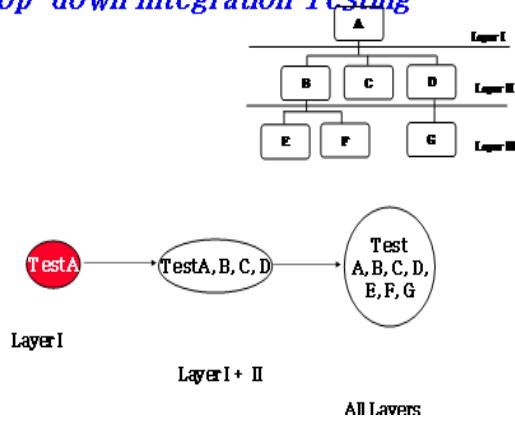 op-down Integration Testing
A
Layer I
B
C
D
Layer II
E
F
G
Layer III
Test A
Test A, B, C, D
Test
A, B, C, D,
E, F, G
Layer I
Layer I + II
All Layers